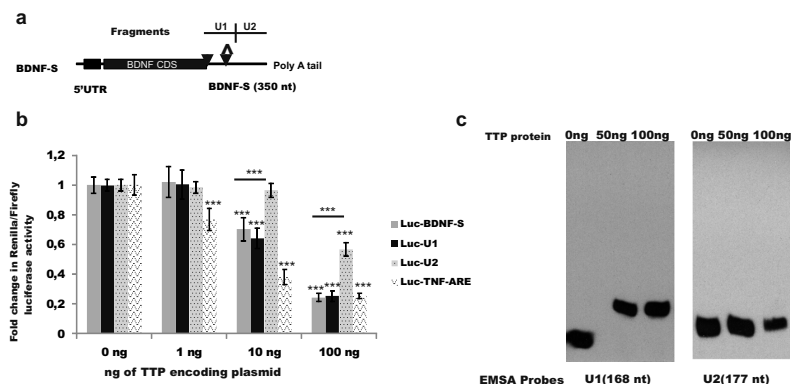 a
U1 U2
Fragments
BDNF-S
BDNF CDS
Poly A tail
5'UTR
BDNF-S (350 nt)
b
Fold change in Renilla/Firefly
luciferase activity
1,2
1
0,8
0,6
0,4
0,2
0
***
***
***
***
***
***
***
*** ***
***
0 ng
1 ng
10 ng
100 ng
ng of TTP encoding plasmid
Luc-BDNF-S
Luc-U1
Luc-U2
Luc-TNF-ARE
c
TTP protein
0ng 50ng 100ng
0ng 50ng 100ng
EMSA Probes
U1(168 nt)
U2(177 nt)